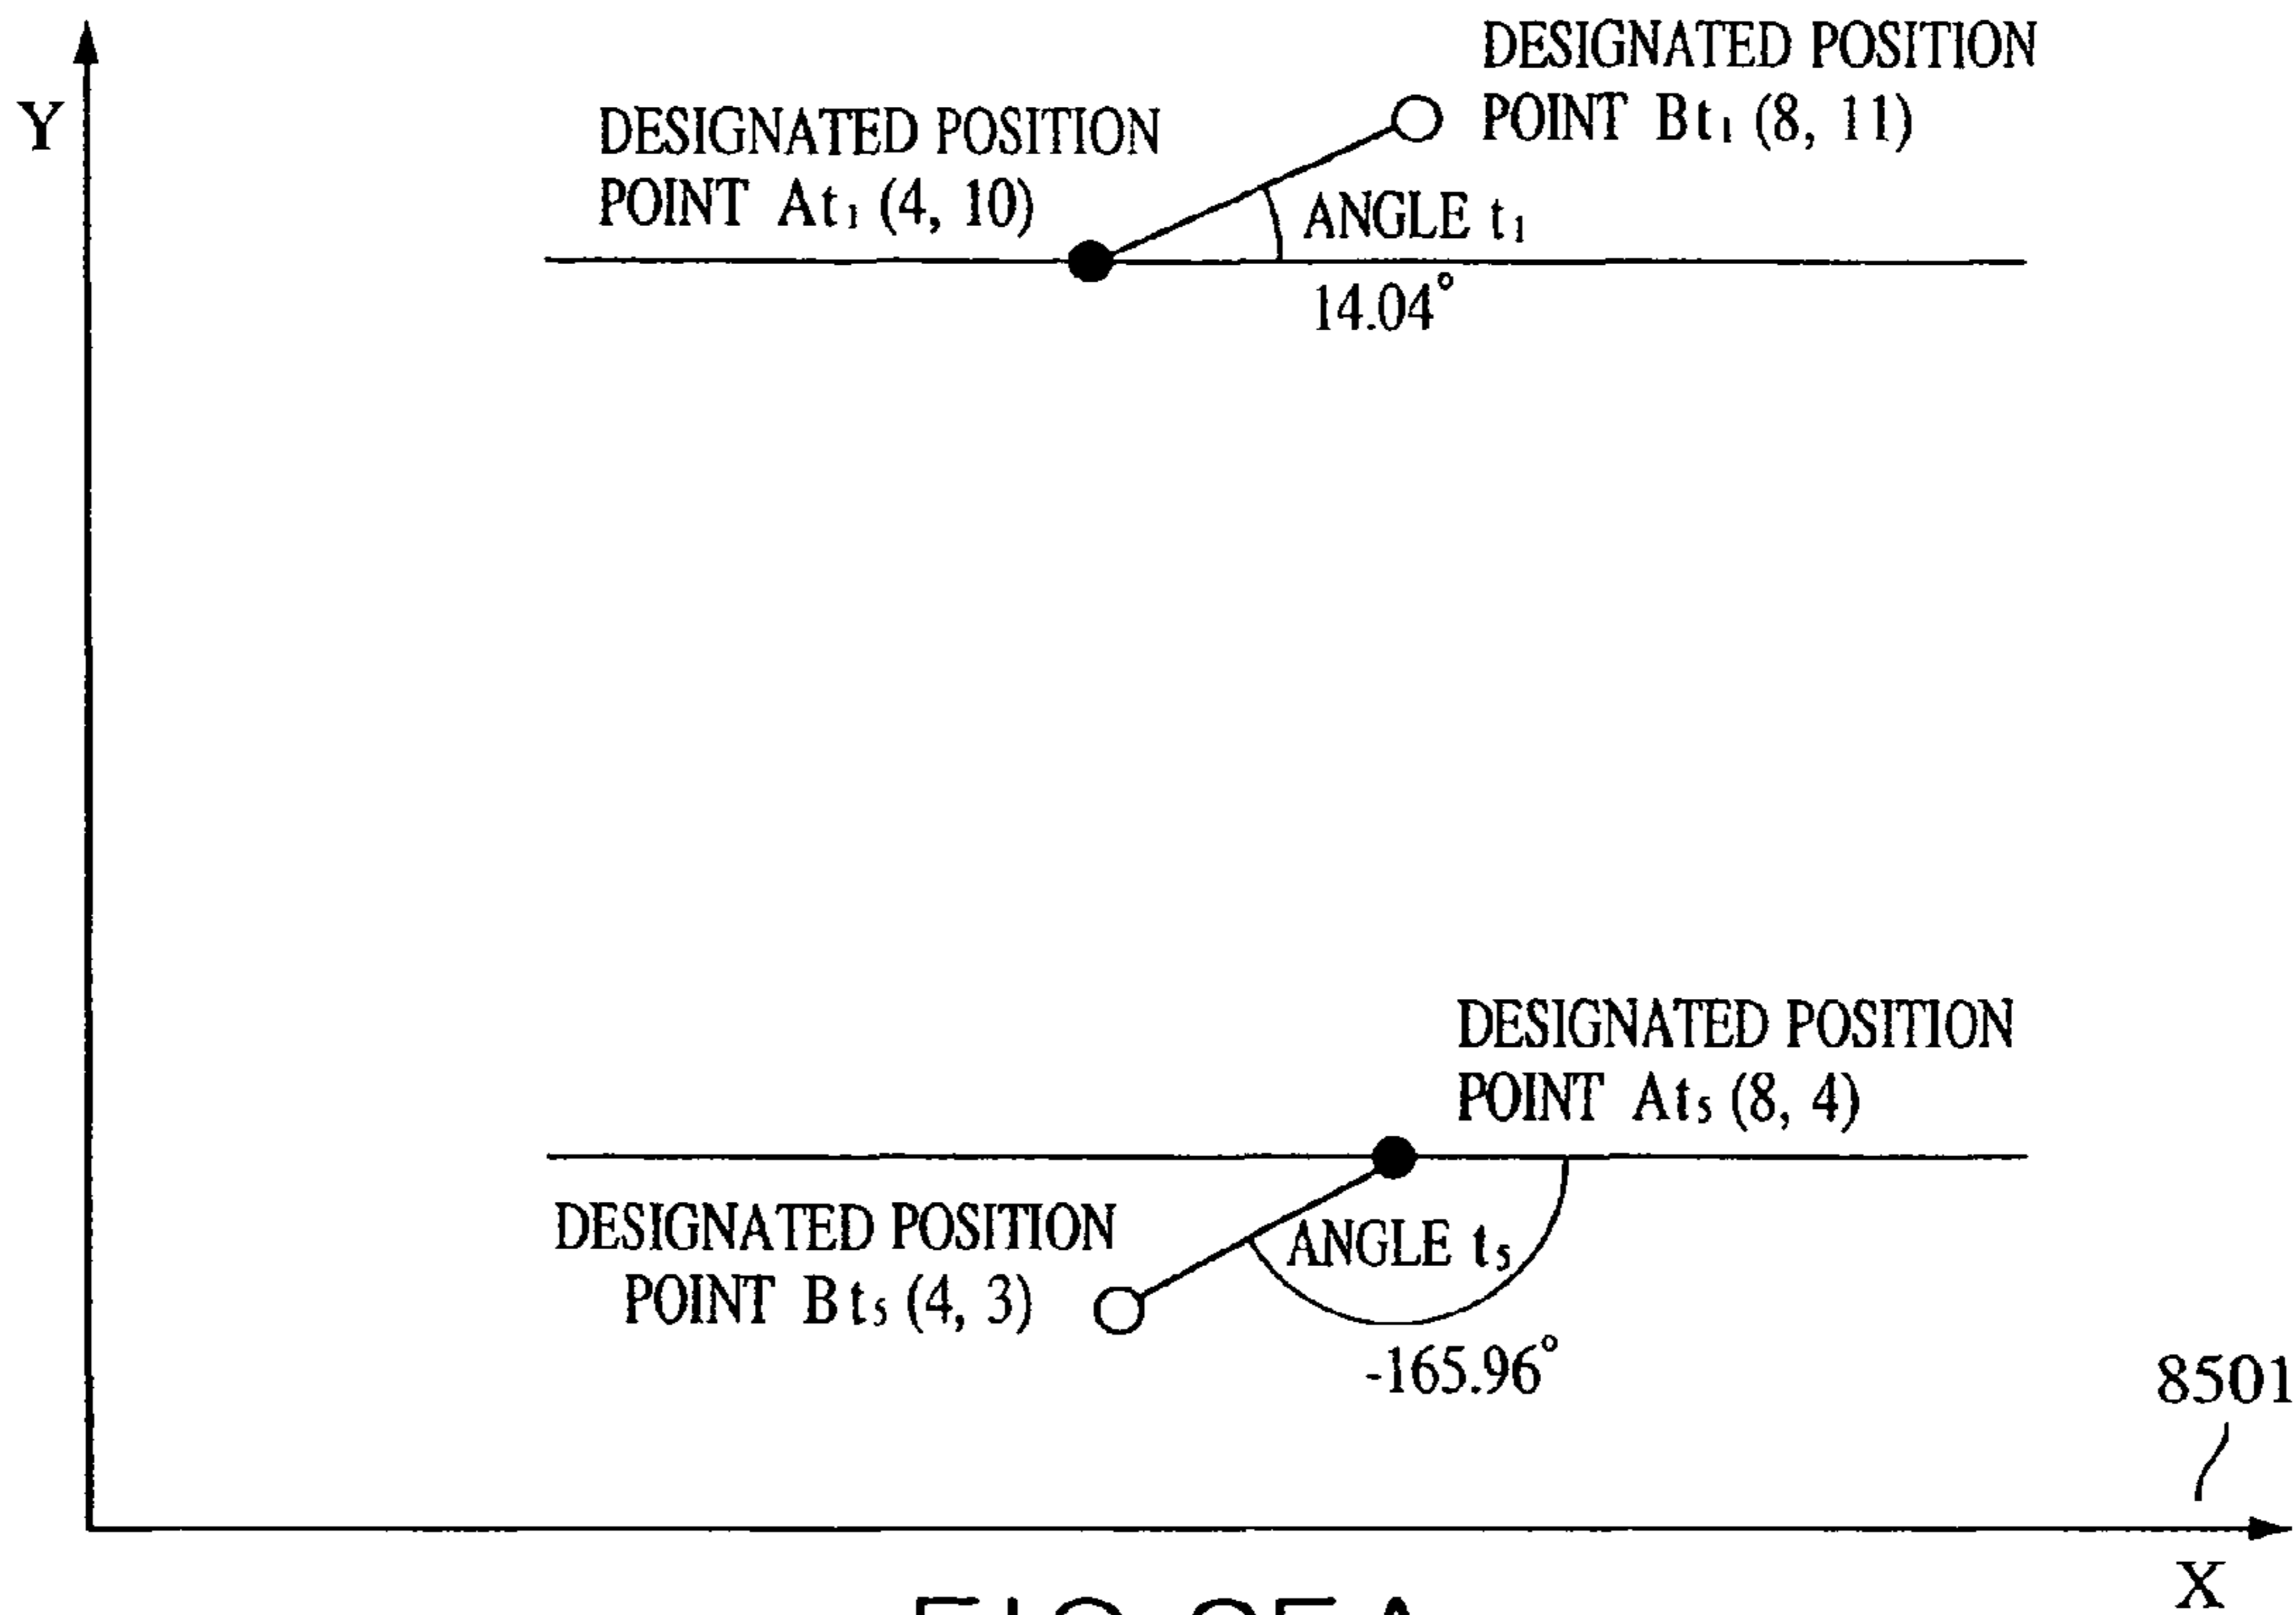 Y
DESIGNATED POSITION
POINT Bt₁ (8, 11)
DESIGNATED POSITION
POINT At₁ (4, 10)
ANGLE t₁
14.04°
DESIGNATED POSITION
POINT At₅ (8, 4)
DESIGNATED POSITION
POINT Bt₅ (4, 3)
ANGLE t₅
-165.96°
8501
X